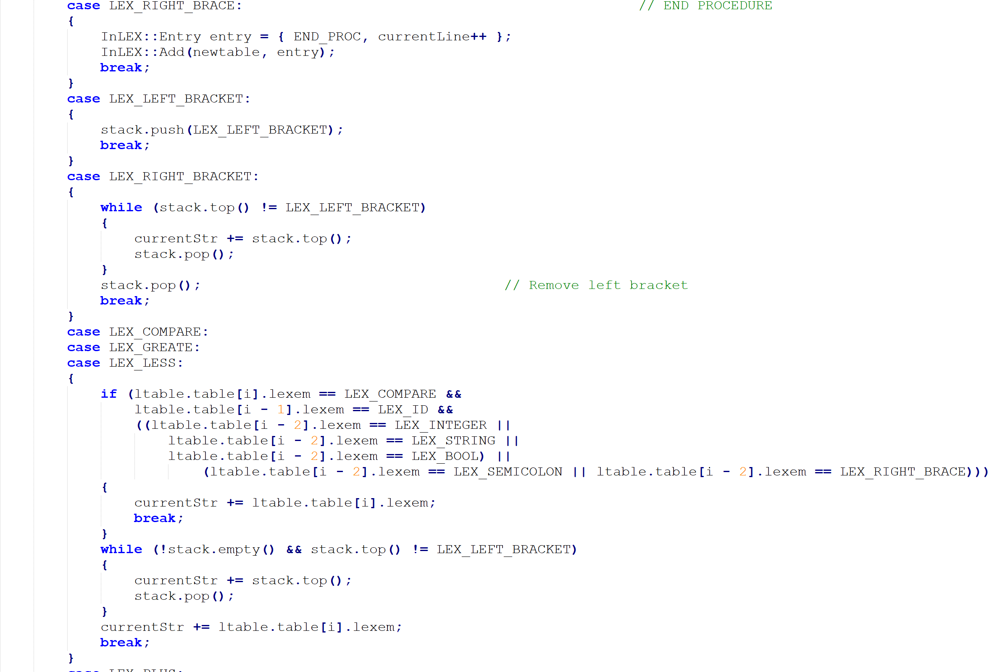 case LEX_RIGHT_BRACE: // END PROCEDURE
{
InLEX::Entry entry = { END_PROC, currentLine++ };
InLEX::Add(newtable, entry);
break;
}
case LEX_LEFT_BRACKET:
{
stack.push(LEX_LEFT_BRACKET);
break;
}
case LEX_RIGHT_BRACKET:
{
while (stack.top() != LEX_LEFT_BRACKET)
{
currentStr += stack.top();
stack.pop();
}
stack.pop(); // Remove left bracket
break;
}
case LEX_COMPARE:
case LEX_GREATE:
case LEX_LESS:
{
if (ltable.table[i].lexem == LEX_COMPARE &&
ltable.table[i - 1].lexem == LEX_ID &&
((ltable.table[i - 2].lexem == LEX_INTEGER ||
ltable.table[i - 2].lexem == LEX_STRING ||
ltable.table[i - 2].lexem == LEX_BOOL) ||
(ltable.table[i - 2].lexem == LEX_SEMICOLON || ltable.table[i - 2].lexem == LEX_RIGHT_BRACE)))
{
currentStr += ltable.table[i].lexem;
break;
}
while (!stack.empty() && stack.top() != LEX_LEFT_BRACKET)
{
currentStr += stack.top();
stack.pop();
}
currentStr += ltable.table[i].lexem;
break;
}
case LEX_PLUS: